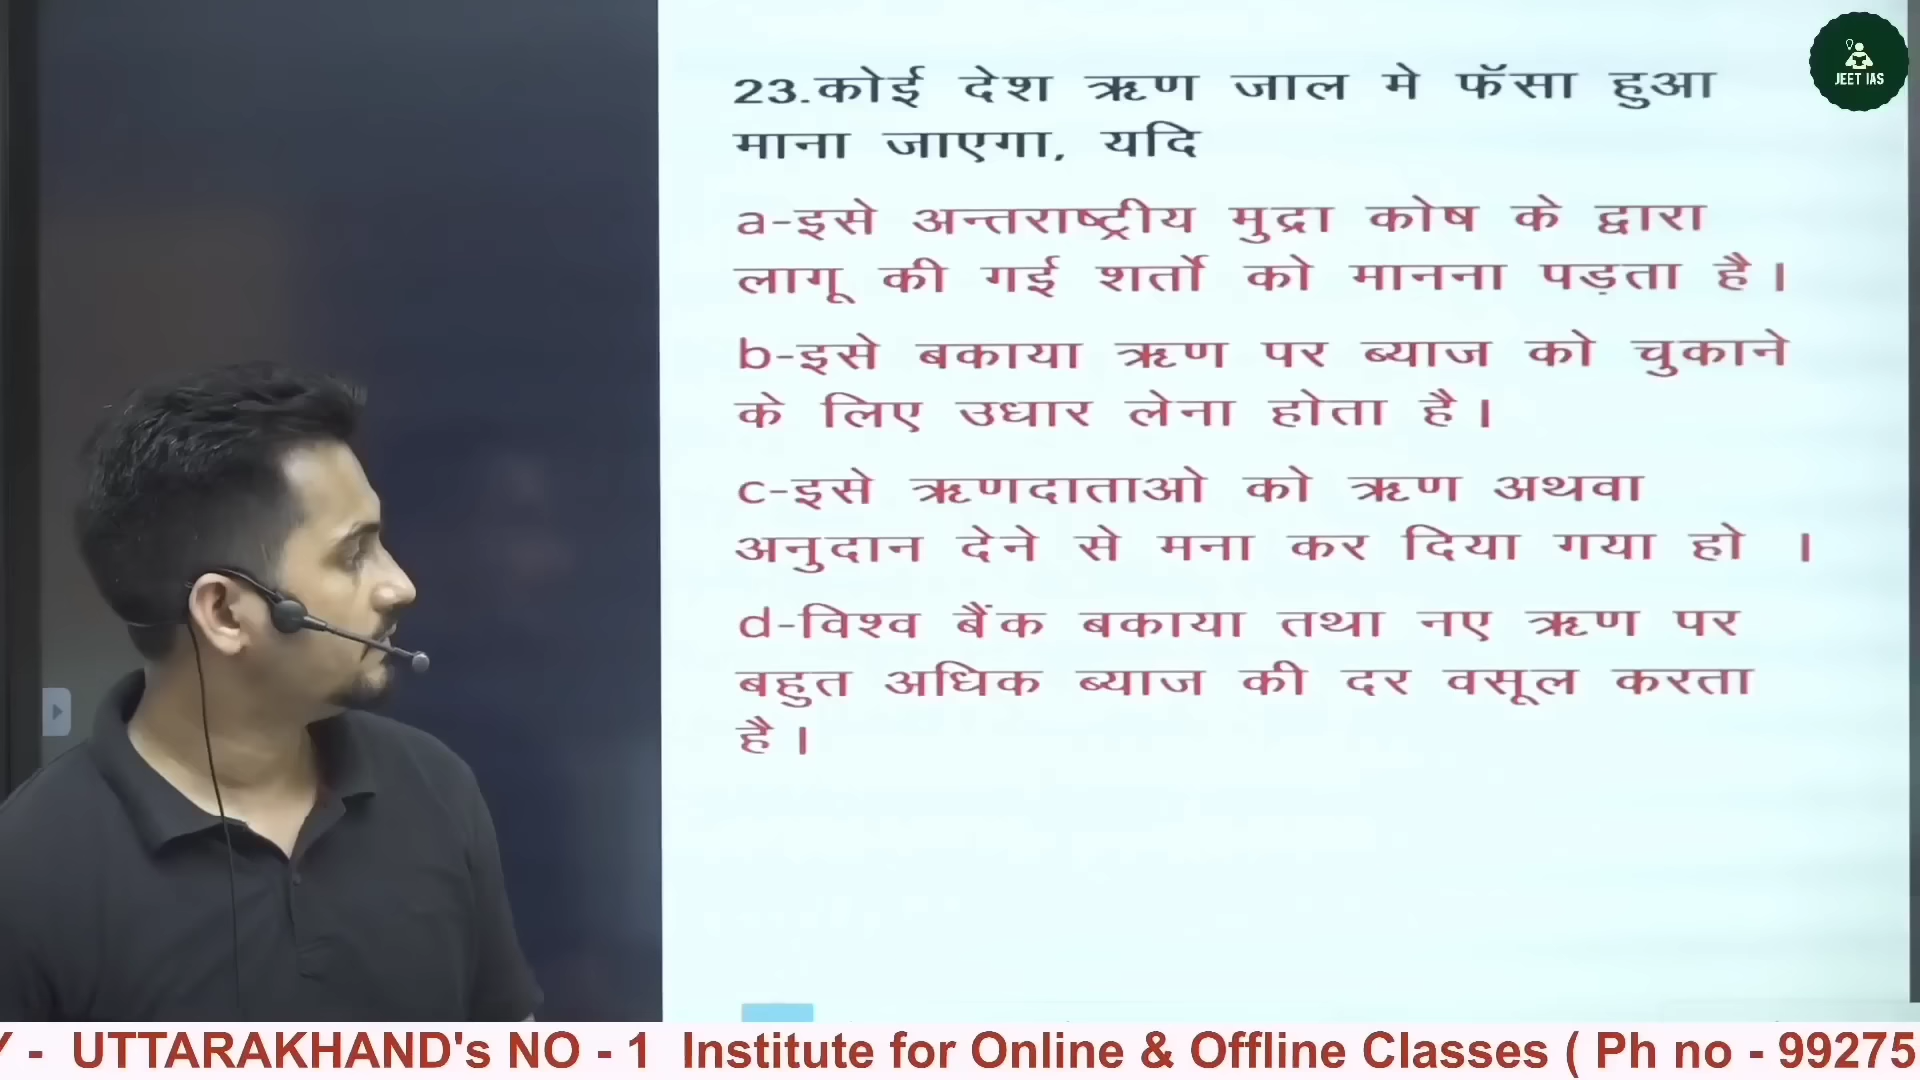 JEET IAS
23.कोई देश ऋण जाल मे फॅसा हुआ
माना जाएगा, यदि
a-इसे अन्तराष्ट्रीय मुद्रा कोष के द्वारा
लागू की गई शर्तो को मानना पड़ता है।
b-इसे बकाया ऋण पर ब्याज को चुकाने
के लिए उधार लेना होता है।
c-इसे ऋणदाताओ को ऋण अथवा
अनुदान देने से मना कर दिया गया हो ।
d-विश्व बैंक बकाया तथा नए ऋण पर
बहुत अधिक ब्याज की दर वसूल करता
है।
Y - UTTARAKHAND's NO - 1 Institute for Online & Offline Classes ( Ph no - 99275